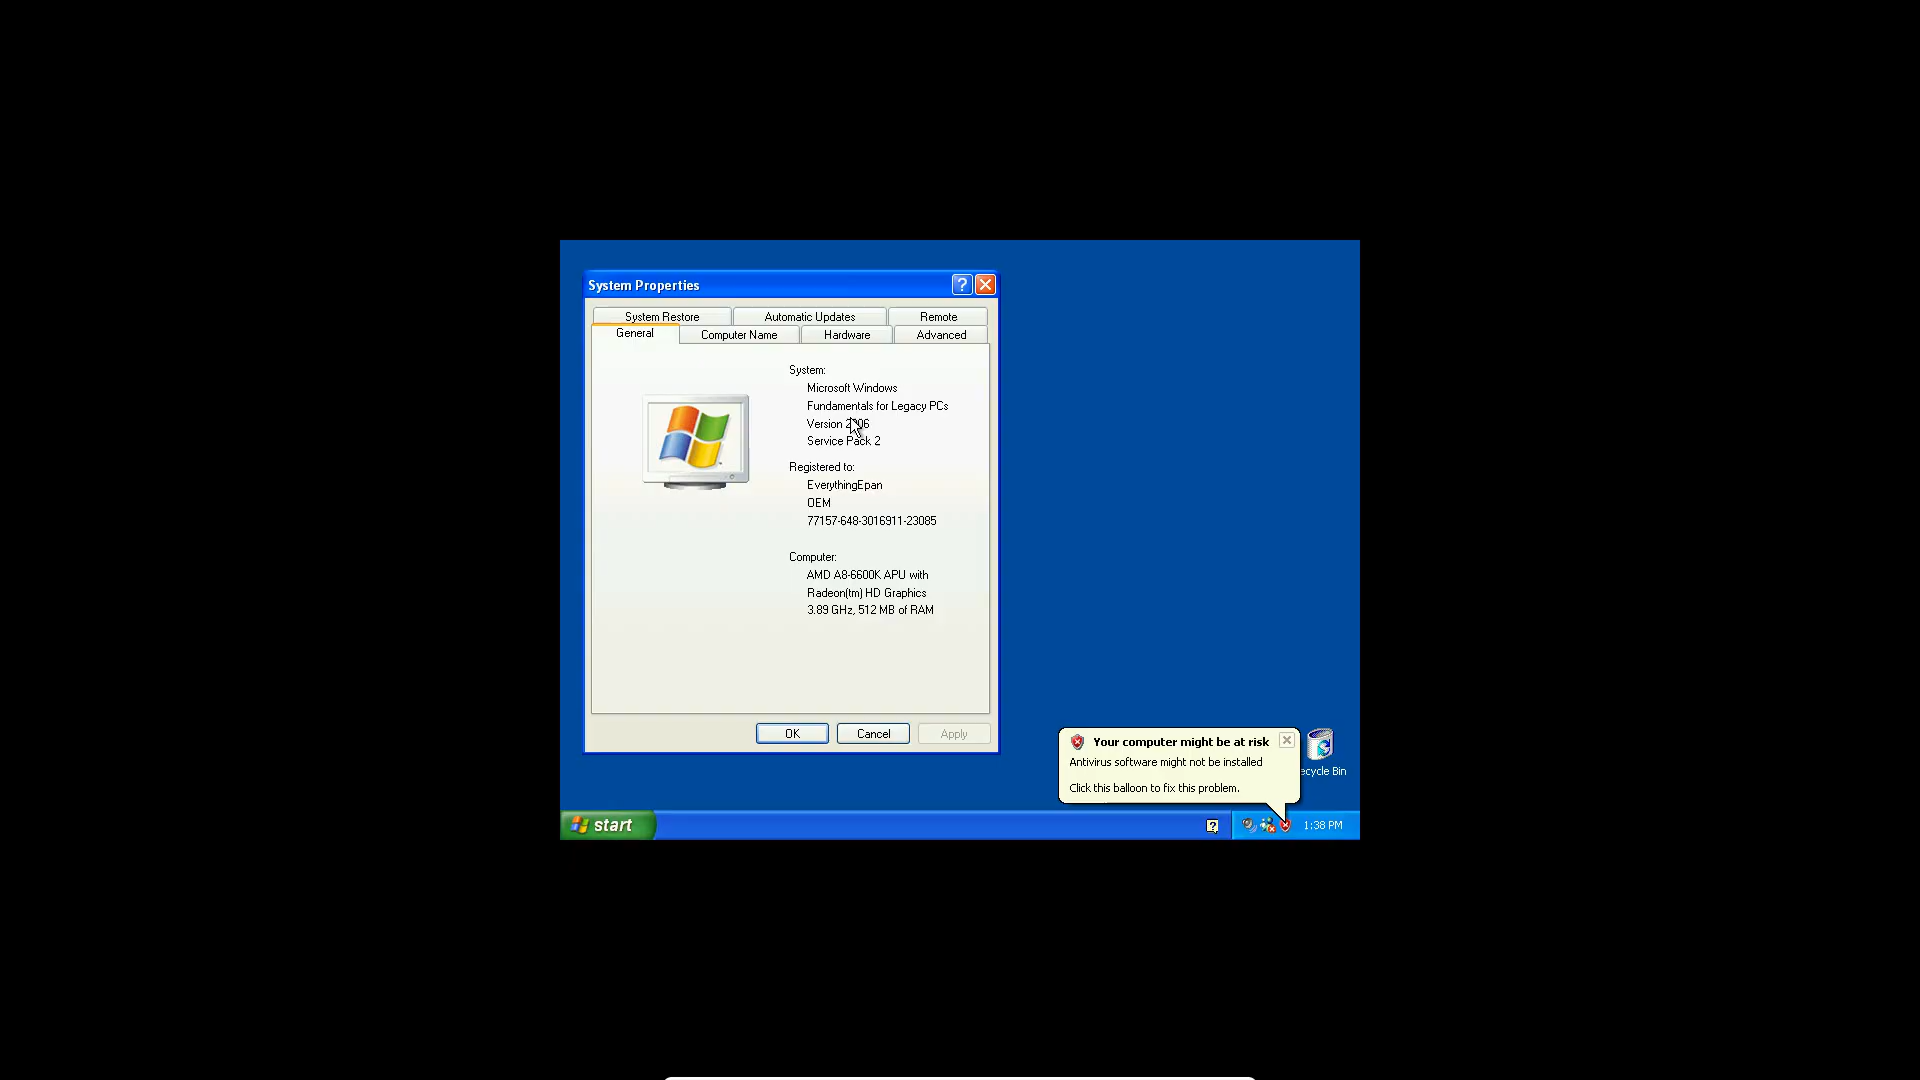 System Properties
System Restore
Automatic Updates
Remote
General
Computer Name
Hardware
Advanced
System:
Microsoft Windows
Fundamentals for Legacy PCs
Version
Service Pack 2
Registered to:
EverythingEpan
OEM
77157-648-3016911-23085
Computer:
AMD A8-6600K APU with
Radeon(tm) HD Graphics
3.89 GHz, 512 MB of RAM
OK
Cancel
Apply
Your computer might be at risk
Antivirus software might not be installed
Click this balloon to fix this problem.
ecycle Bin
start
1:38 PM